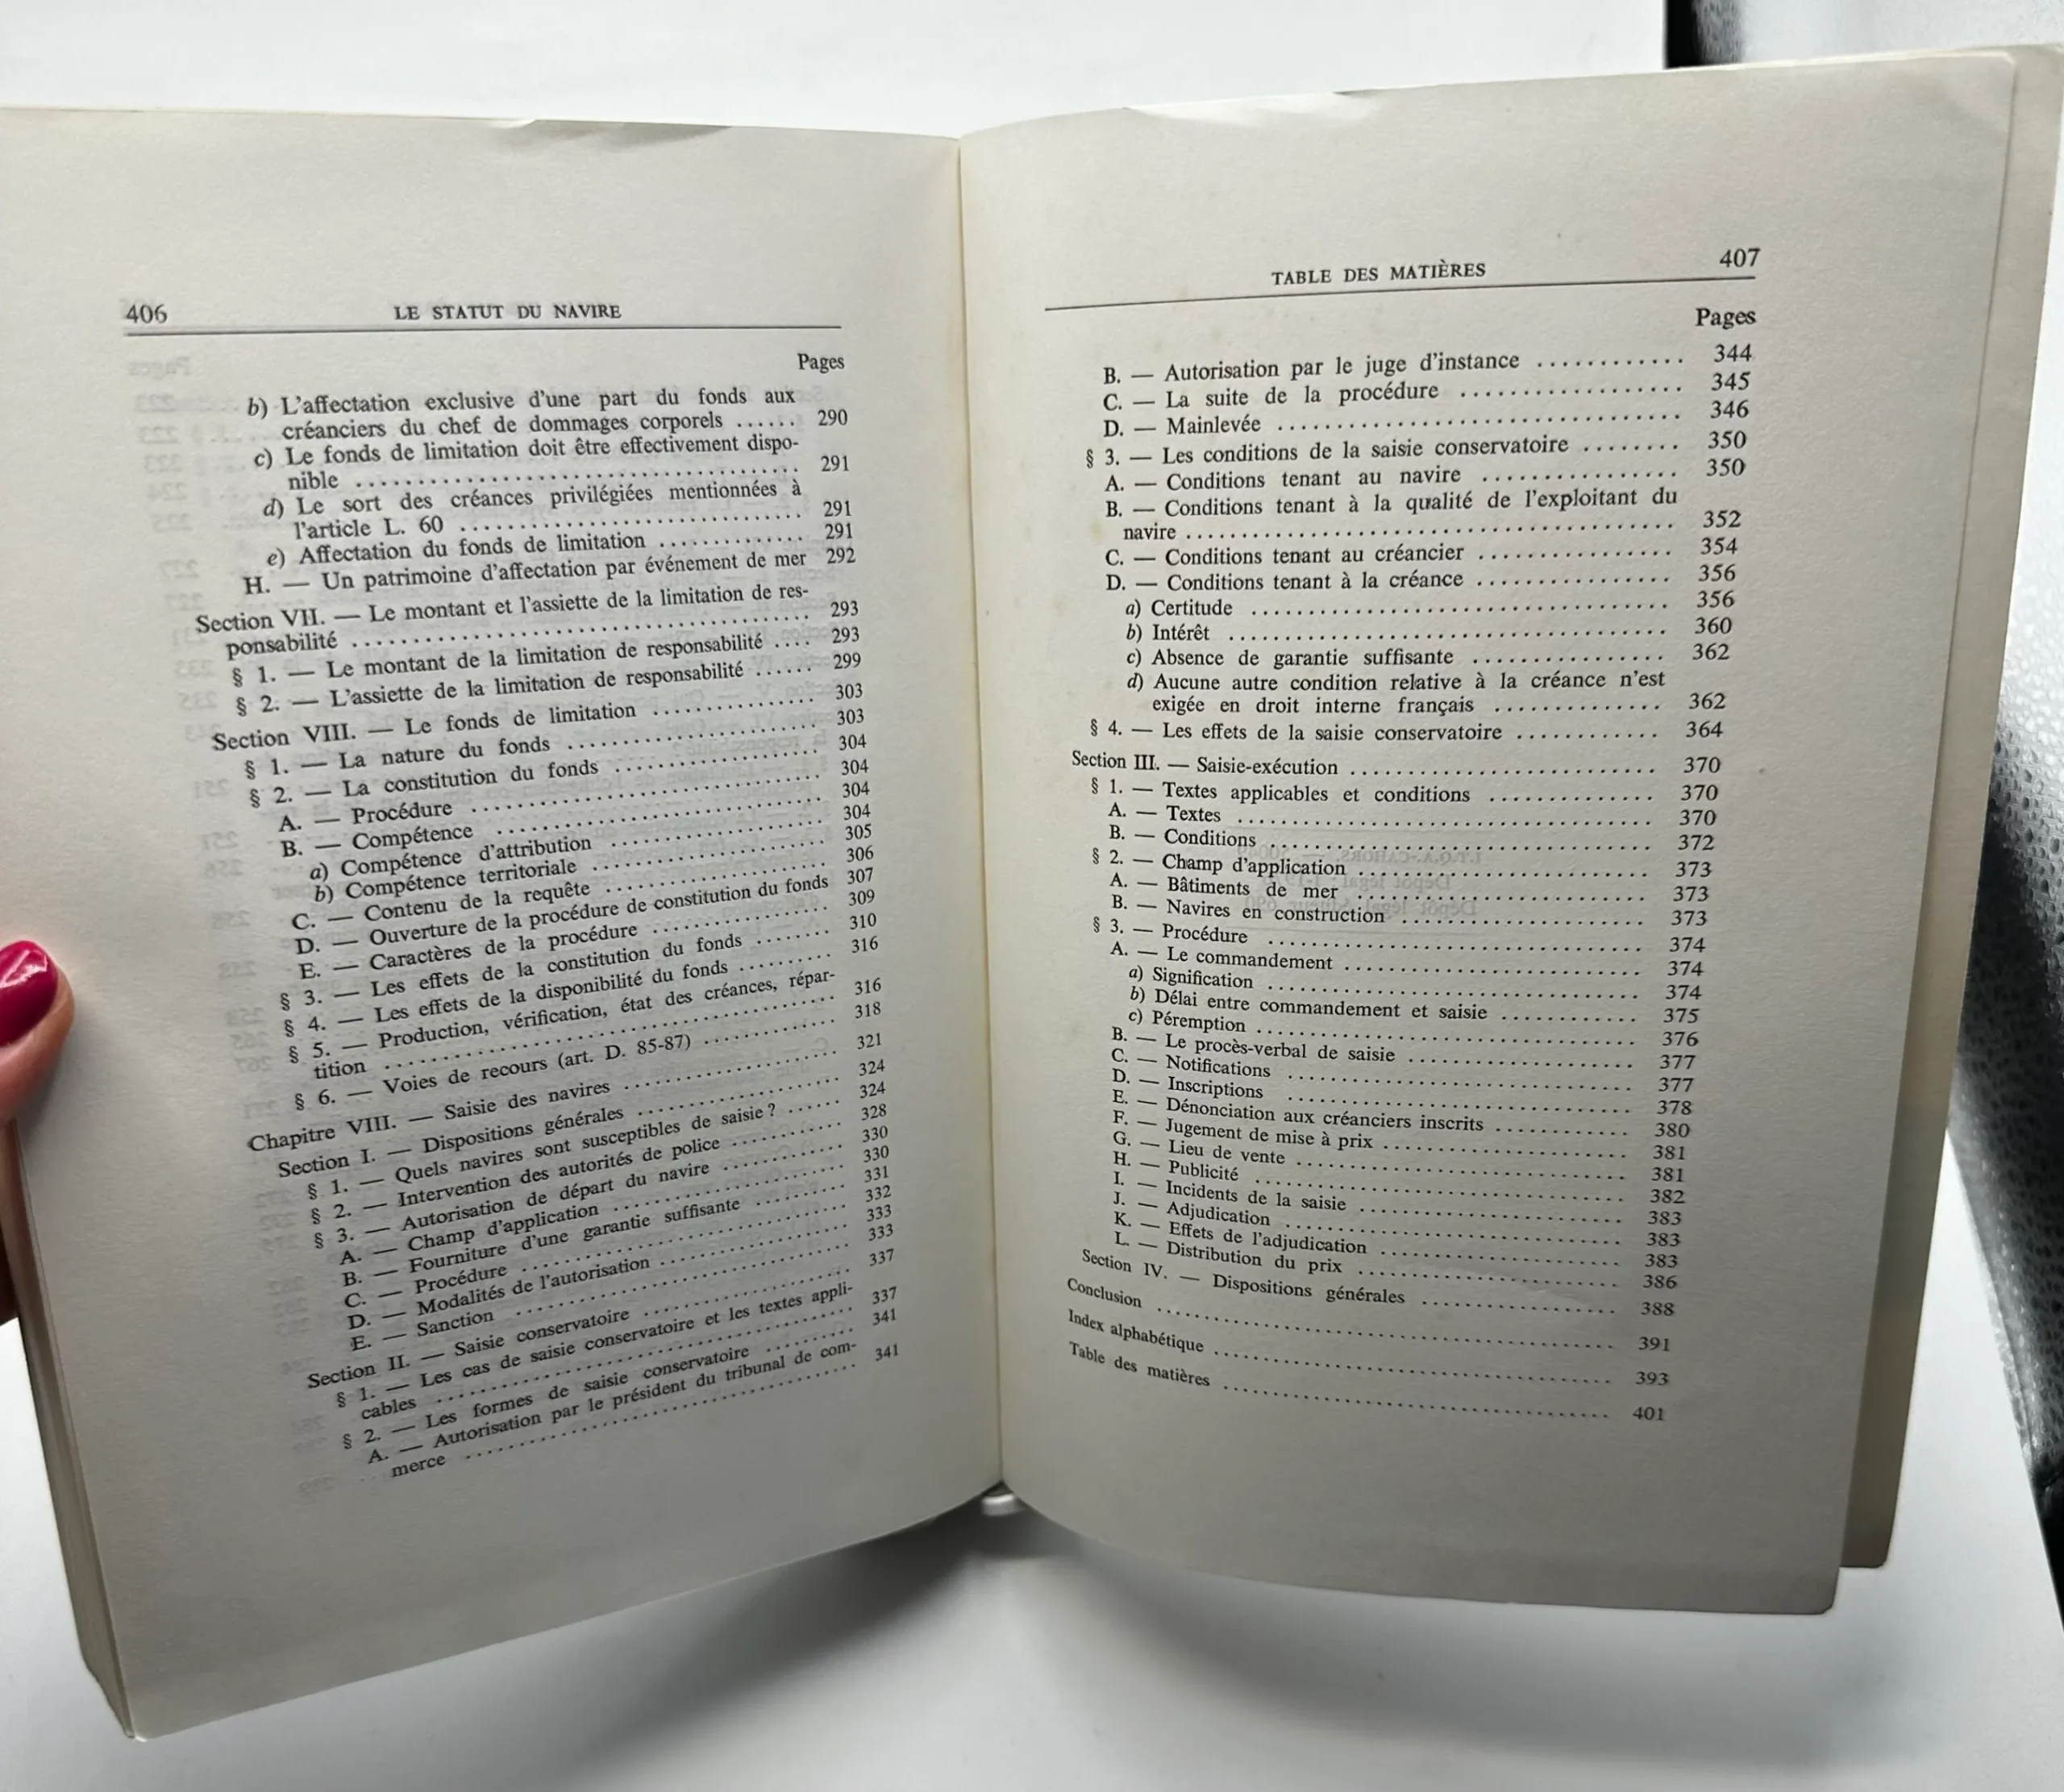 406 LE STATUT DU NAVIRE
Pages
b) L'affectation exclusive d'une part du fonds aux
créanciers du chef de dommages corporels ...... 290
c) Le fonds de limitation doit être effectivement dispo-
nible ........................................ 291
d) Le sort des créances privilégiées mentionnées à
l'article L. 60 .............................. 291
e) Affectation du fonds de limitation .............. 291
H. — Un patrimoine d'affectation par événement de mer 292
Section VII. — Le montant et l'assiette de la limitation de res-
ponsabilité ........................................ 293
§ 1. — Le montant de la limitation de responsabilité .... 293
§ 2. — L'assiette de la limitation de responsabilité ...... 299
Section VIII. — Le fonds de limitation ................ 303
§ 1. — La nature du fonds ........................ 303
§ 2. — La constitution du fonds .................... 304
A. — Procédure .............................. 304
B. — Compétence ............................ 304
a) Compétence d'attribution .................... 304
b) Compétence territoriale .................... 305
C. — Contenu de la requête .................... 306
D. — Ouverture de la procédure de constitution du fonds 307
E. — Caractères de la procédure ................ 309
§ 3. — Les effets de la constitution du fonds ........ 310
§ 4. — Les effets de la disponibilité du fonds .......... 316
§ 5. — Production, vérification, état des créances, répar-
tition ........................................ 316
§ 6. — Voies de recours (art. D. 85-87) .............. 318
Chapitre VIII. — Saisie des navires .................... 321
Section I. — Dispositions générales .................... 324
§ 1. — Quels navires sont susceptibles de saisie ? ...... 324
§ 2. — Intervention des autorités de police ............ 328
§ 3. — Autorisation de départ du navire .............. 330
A. — Champ d'application ...................... 330
B. — Fourniture d'une garantie suffisante .......... 331
C. — Procédure .............................. 332
D. — Modalités de l'autorisation .................. 333
E. — Sanction ................................ 333
Section II. — Saisie conservatoire ...................... 337
§ 1. — Les cas de saisie conservatoire et les textes appli-
cables ........................................ 337
§ 2. — Les formes de saisie conservatoire ............ 341
A. — Autorisation par le président du tribunal de com-
merce .................................... 341
TABLE DES MATIÈRES 407
Pages
B. — Autorisation par le juge d'instance ............ 344
C. — La suite de la procédure .................. 345
D. — Mainlevée .................................. 346
§ 3. — Les conditions de la saisie conservatoire ........ 350
A. — Conditions tenant au navire ................ 350
B. — Conditions tenant à la qualité de l'exploitant du
navire .......................................... 352
C. — Conditions tenant au créancier ................ 354
D. — Conditions tenant à la créance ................ 356
a) Certitude .................................... 356
b) Intérêt ...................................... 360
c) Absence de garantie suffisante ................ 362
d) Aucune autre condition relative à la créance n'est
exigée en droit interne français .............. 362
§ 4. — Les effets de la saisie conservatoire ............ 364
Section III. — Saisie-exécution .......................... 370
§ 1. — Textes applicables et conditions .............. 370
A. — Textes .................................... 370
B. — Conditions ................................ 372
§ 2. — Champ d'application ........................ 373
A. — Bâtiments de mer .......................... 373
B. — Navires en construction .................... 373
§ 3. — Procédure .................................. 374
A. — Le commandement .......................... 374
a) Signification ................................ 374
b) Délai entre commandement et saisie ............ 375
c) Péremption .................................. 376
B. — Le procès-verbal de saisie .................. 377
C. — Notifications .............................. 377
D. — Inscriptions .............................. 378
E. — Dénonciation aux créanciers inscrits ............ 380
F. — Jugement de mise à prix .................... 381
G. — Lieu de vente .............................. 381
H. — Publicité .................................. 382
I. — Incidents de la saisie ........................ 383
J. — Adjudication .............................. 383
K. — Effets de l'adjudication .................... 383
L. — Distribution du prix ........................ 386
Section IV. — Dispositions générales .................... 388
Conclusion ............................................ 391
Index alphabétique .................................... 393
Table des matières .................................... 401